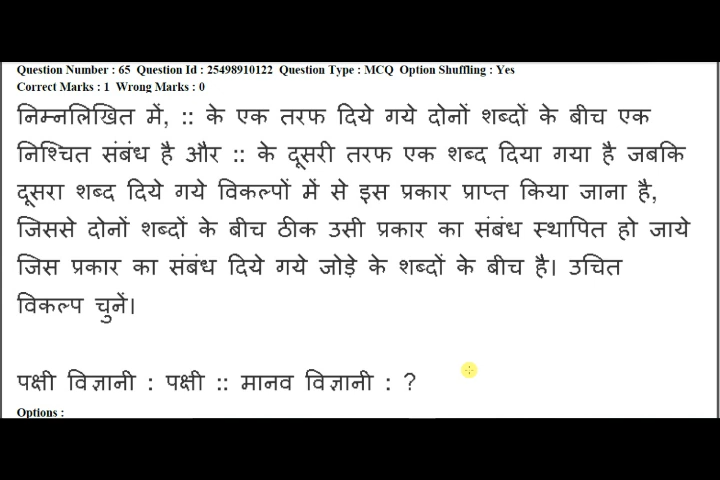 Question Number : 65 Question Id : 25498910122 Question Type : MCQ Option Shuffling : Yes
Correct Marks : 1 Wrong Marks : 0
निम्नलिखित में, :: के एक तरफ दिये गये दोनों शब्दों के बीच एक
निश्चित संबंध है और :: के दूसरी तरफ एक शब्द दिया गया है जबकि
दूसरा शब्द दिये गये विकल्पों में से इस प्रकार प्राप्त किया जाना है,
जिससे दोनों शब्दों के बीच ठीक उसी प्रकार का संबंध स्थापित हो जाये
जिस प्रकार का संबंध दिये गये जोड़े के शब्दों के बीच है। उचित
विकल्प चुनें।
पक्षी विज्ञानी : पक्षी :: मानव विज्ञानी : ?
Options :